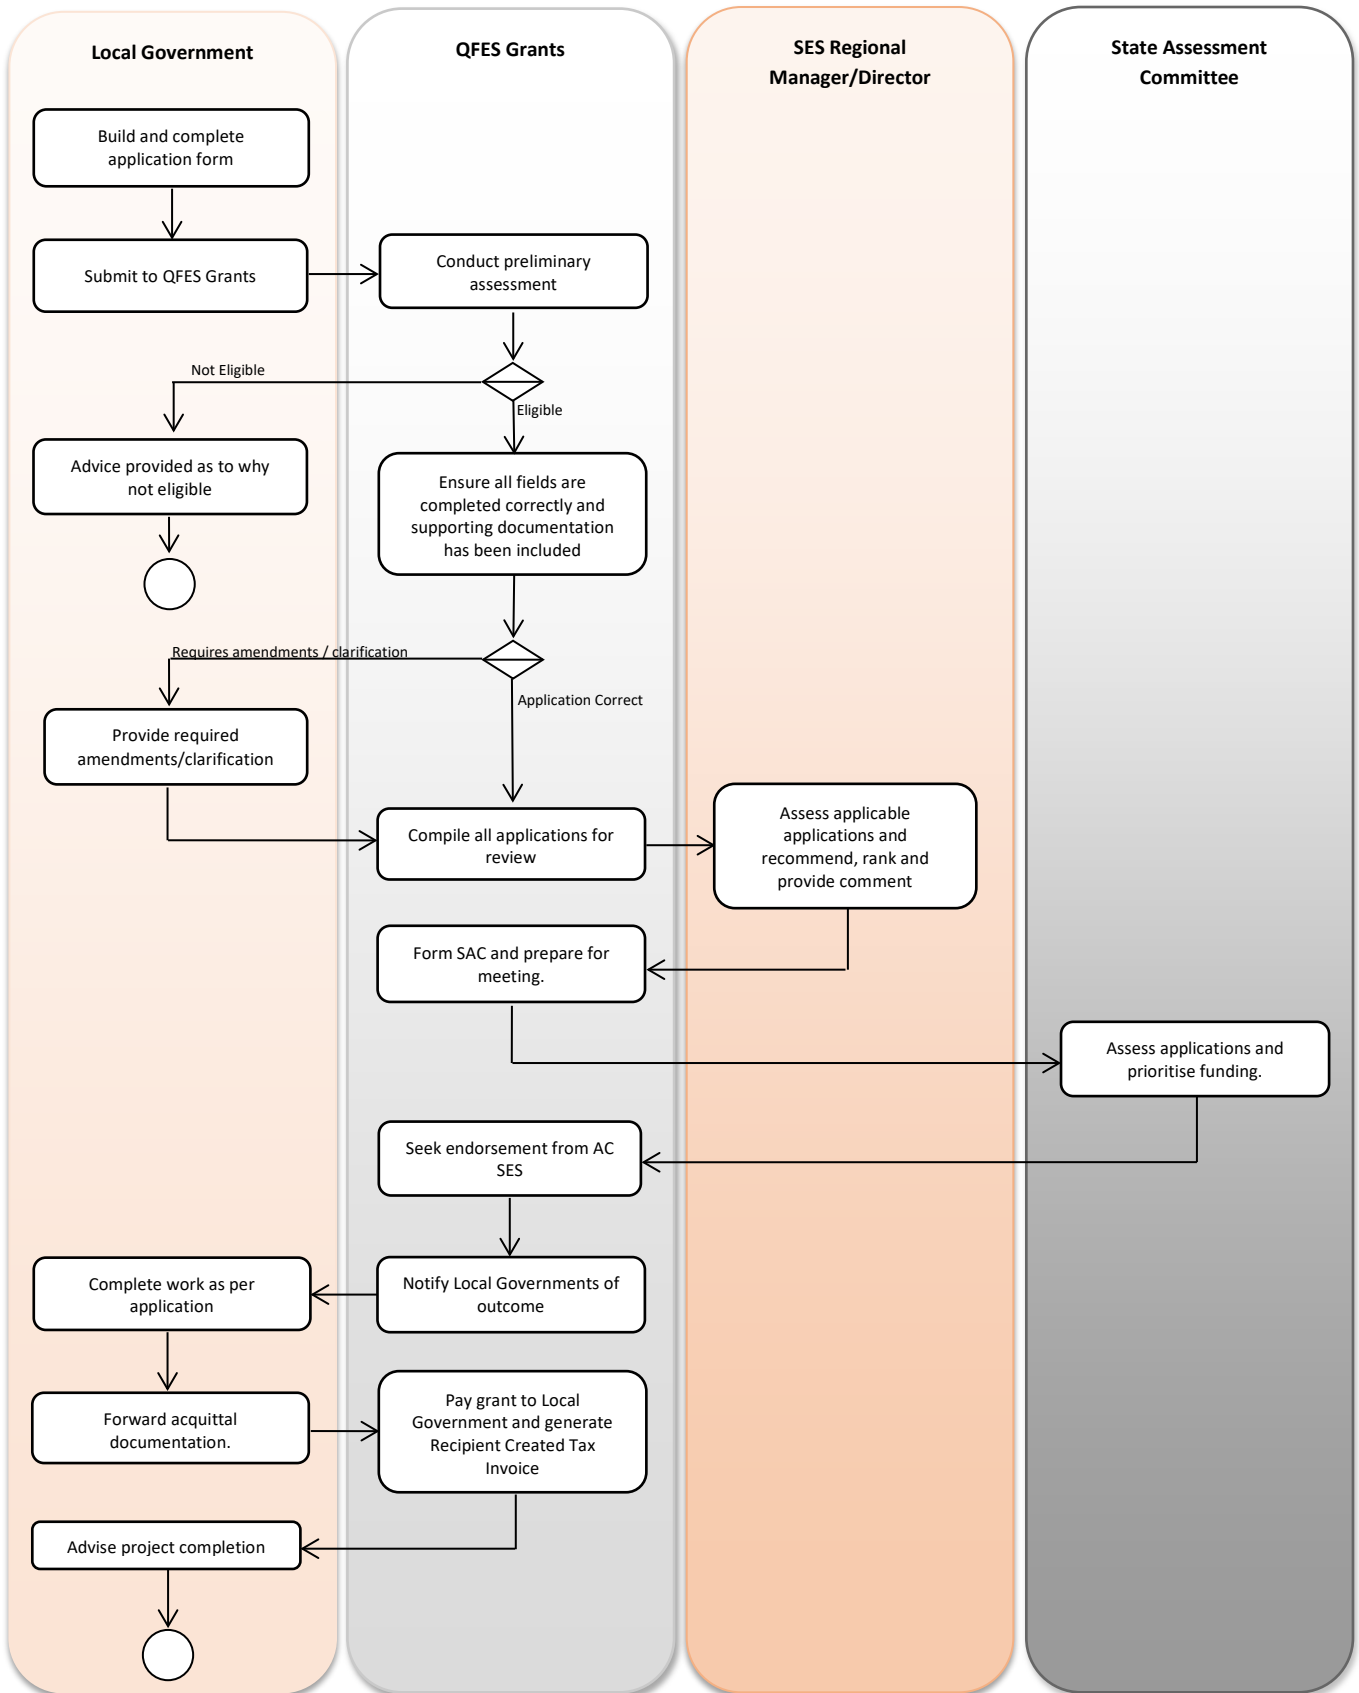 Local Government
QFES Grants
SES Regional
Manager/Director
State Assessment
Committee
Build and complete
application form
Submit to QFES Grants
Conduct preliminary
assessment
Not Eligible
Eligible
Advice provided as to why
not eligible
Ensure all fields are
completed correctly and
supporting documentation
has been included
Requires amendments / clarification
Application Correct
Provide required
amendments/clarification
Compile all applications for
review
Assess applicable
applications and
recommend, rank and
provide comment
Form SAC and prepare for
meeting.
Assess applications and
prioritise funding.
Seek endorsement from AC
SES
Notify Local Governments of
outcome
Complete work as per
application
Forward acquittal
documentation.
Pay grant to Local
Government and generate
Recipient Created Tax
Invoice
Advise project completion